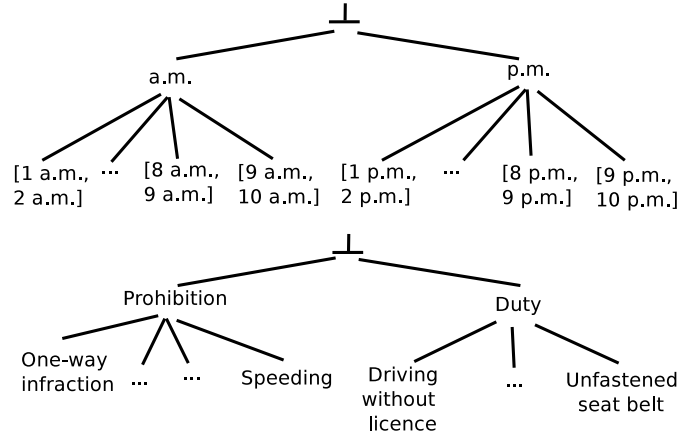 ⊥
a.m. p.m.
[1 a.m., ... [8 a.m., [9 a.m., [1 p.m., ... [8 p.m., [9 p.m.,
2 a.m.] 9 a.m.] 10 a.m.] 2 p.m.] 9 p.m.] 10 p.m.]
⊥
Prohibition Duty
One-way
infraction
...
...
Speeding
Driving
without
licence
...
Unfastened
seat belt